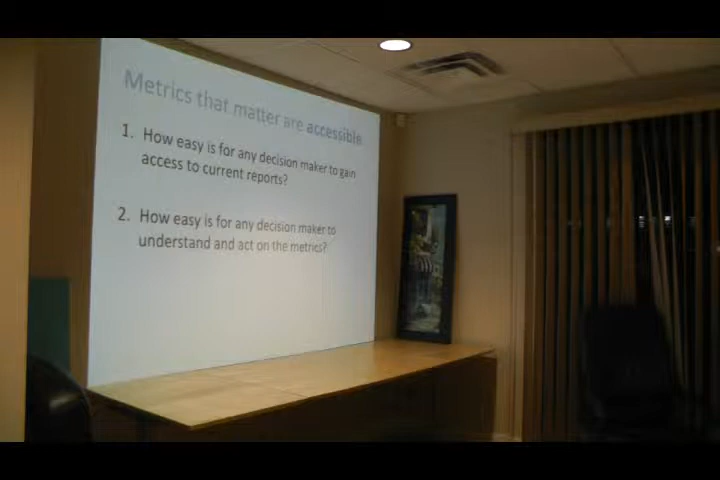 Metrics that matter are accessible
1. How easy is for any decision maker to gain
access to current reports?
2. How easy is for any decision maker to
understand and act on the metrics?